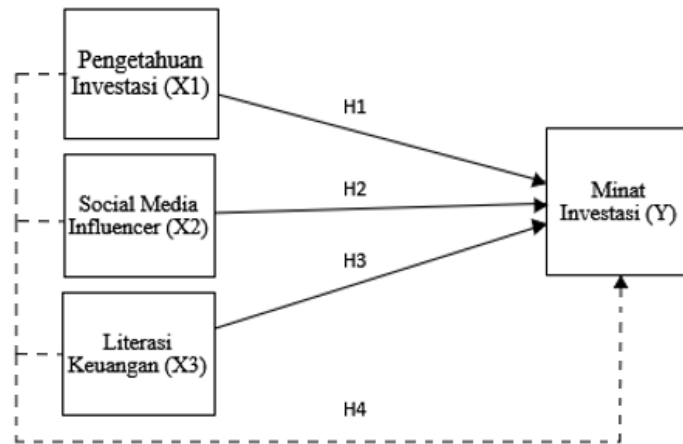 Pengetahuan
Investasi (X1)
H1
Social Media
Influencer (X2)
H2
Minat
Investasi (Y)
H3
Literasi
Keuangan (X3)
H4